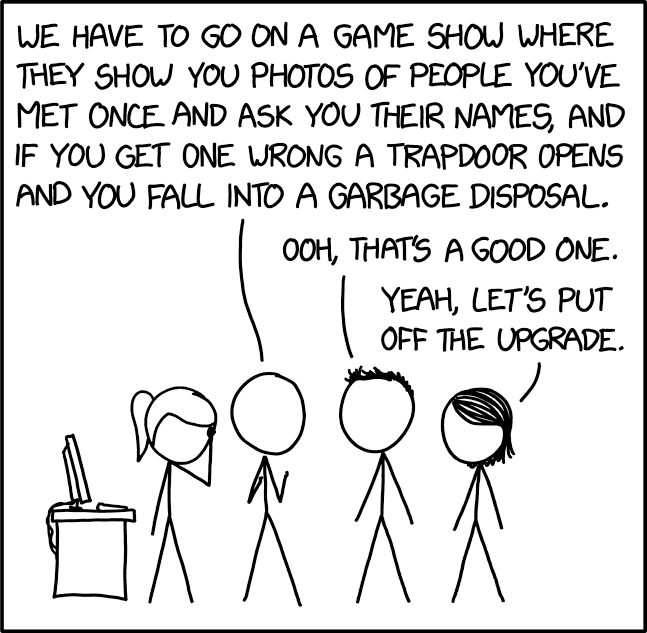 WE HAVE TO GO ON A GAME SHOW WHERE
THEY SHOW YOU PHOTOS OF PEOPLE YOU'VE
MET ONCE AND ASK YOU THEIR NAMES, AND
IF YOU GET ONE WRONG A TRAPDOOR OPENS
AND YOU FALL INTO A GARBAGE DISPOSAL.
OOH, THAT'S A GOOD ONE.
YEAH, LET'S PUT
OFF THE UPGRADE.